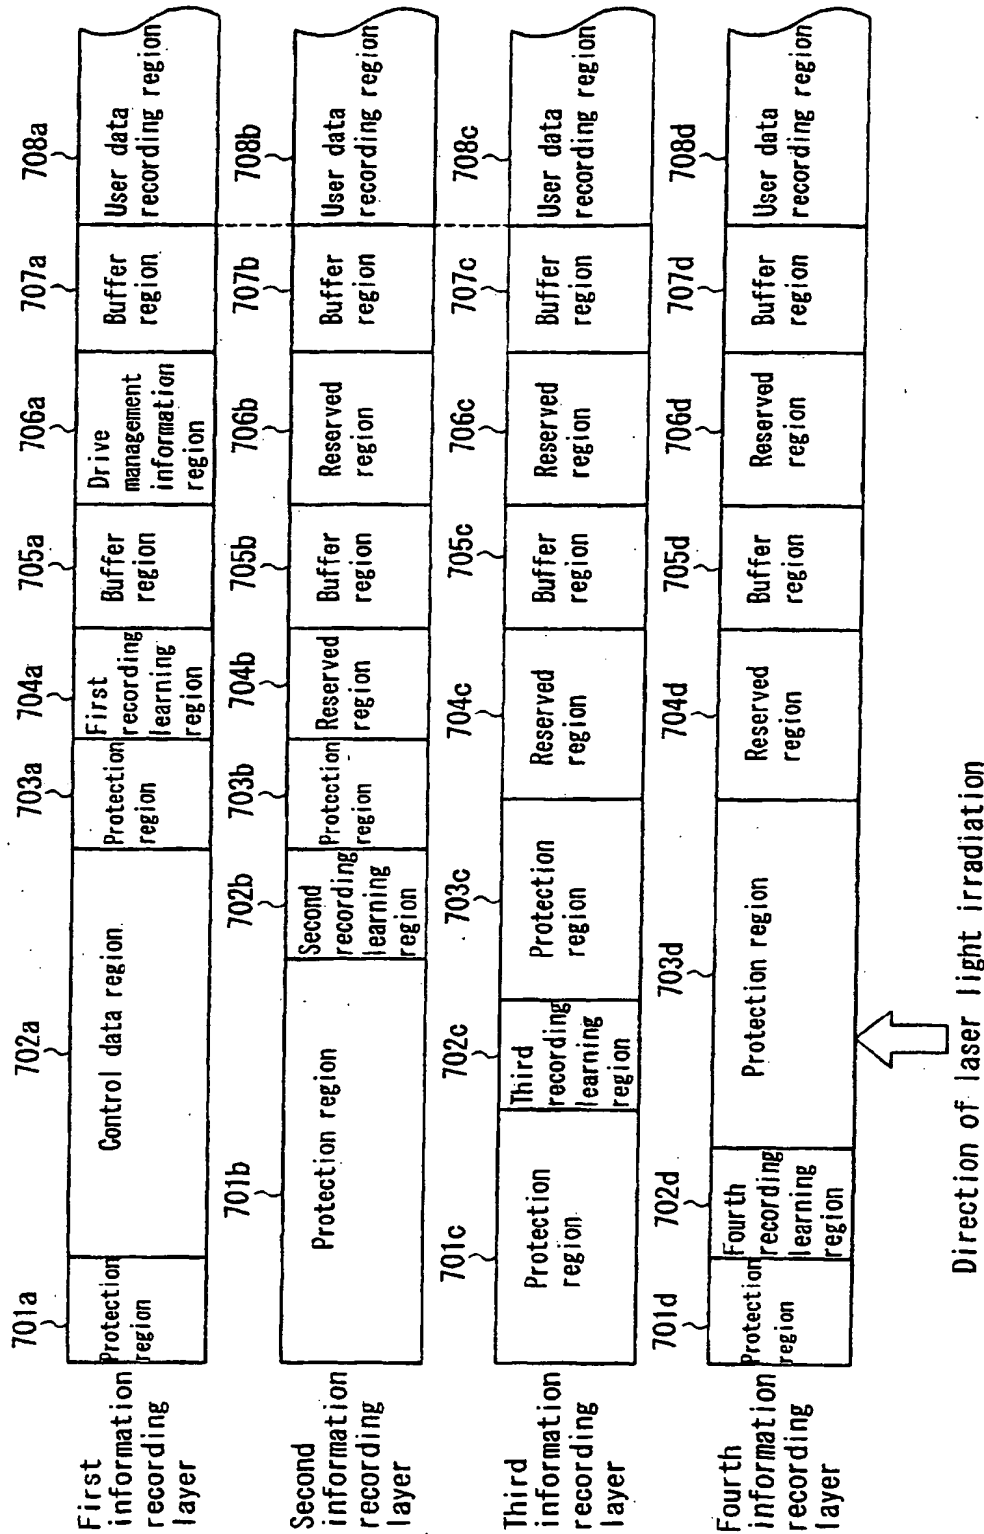 701a
702a
703a
704a
705a
706a
707a
708a
First
information
recording
layer
Protection
region
Control data region
Protection
region
First
recording
learning
region
Buffer
region
Drive
management
information
region
Buffer
region
User data
recording region
701b
702b
703b
704b
705b
706b
707b
708b
Second
information
recording
layer
Protection region
Second
recording
learning
region
Protection
region
Reserved
region
Buffer
region
Reserved
region
Buffer
region
User data
recording region
701c
702c
703c
704c
705c
706c
707c
708c
Third
information
recording
layer
Protection
region
Third
recording
learning
region
Protection
region
Reserved
region
Buffer
region
Reserved
region
Buffer
region
User data
recording region
701d
702d
703d
704d
705d
706d
707d
708d
Fourth
information
recording
layer
Protection
region
Fourth
recording
learning
region
Protection region
Reserved
region
Buffer
region
Reserved
region
Buffer
region
User data
recording region
Direction of laser light irradiation